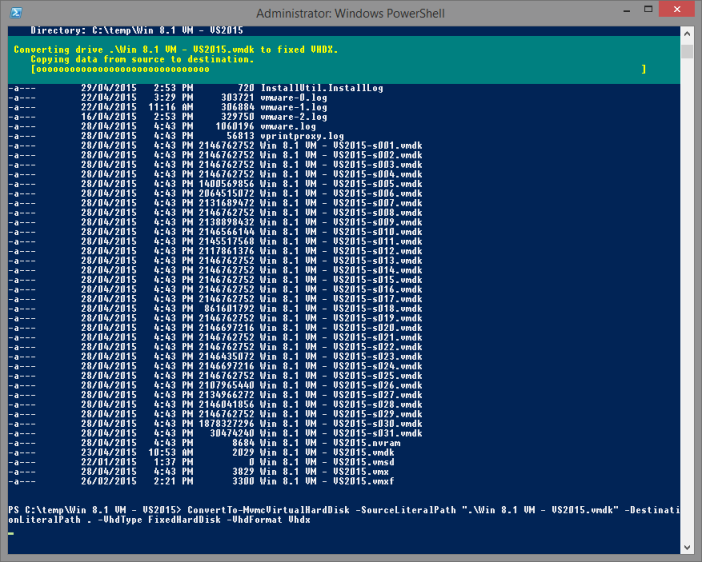 Administrator: Windows PowerShell
Directory: C:\temp\Win 8.1 VM - VS2015
Converting drive .\Win 8.1 VM - VS2015.vmdk to fixed VHDX.
Copying data from source to destination.
[ooooooooooooooooooooooooooooooo ]
-a--- 29/04/2015 2:53 PM 720 InstallUtil.InstallLog
-a--- 22/04/2015 3:29 PM 303721 vmware-0.log
-a--- 22/04/2015 11:16 AM 306884 vmware-1.log
-a--- 16/04/2015 2:53 PM 329750 vmware-2.log
-a--- 28/04/2015 4:43 PM 1060196 vmware.log
-a--- 28/04/2015 4:43 PM 56813 vprintproxy.log
-a--- 28/04/2015 4:43 PM 2146762752 Win 8.1 VM - VS2015-s001.vmdk
-a--- 28/04/2015 4:43 PM 2146762752 Win 8.1 VM - VS2015-s002.vmdk
-a--- 28/04/2015 4:43 PM 2146762752 Win 8.1 VM - VS2015-s003.vmdk
-a--- 28/04/2015 4:43 PM 2146762752 Win 8.1 VM - VS2015-s004.vmdk
-a--- 28/04/2015 4:43 PM 1400569856 Win 8.1 VM - VS2015-s005.vmdk
-a--- 28/04/2015 4:43 PM 2064515072 Win 8.1 VM - VS2015-s006.vmdk
-a--- 28/04/2015 4:43 PM 2131689472 Win 8.1 VM - VS2015-s007.vmdk
-a--- 28/04/2015 4:43 PM 2146762752 Win 8.1 VM - VS2015-s008.vmdk
-a--- 28/04/2015 4:43 PM 2138898432 Win 8.1 VM - VS2015-s009.vmdk
-a--- 28/04/2015 4:43 PM 2146566144 Win 8.1 VM - VS2015-s010.vmdk
-a--- 28/04/2015 4:43 PM 2145517568 Win 8.1 VM - VS2015-s011.vmdk
-a--- 28/04/2015 4:43 PM 2117861376 Win 8.1 VM - VS2015-s012.vmdk
-a--- 28/04/2015 4:43 PM 2146762752 Win 8.1 VM - VS2015-s013.vmdk
-a--- 28/04/2015 4:43 PM 2146762752 Win 8.1 VM - VS2015-s014.vmdk
-a--- 28/04/2015 4:43 PM 2146762752 Win 8.1 VM - VS2015-s015.vmdk
-a--- 28/04/2015 4:43 PM 2146762752 Win 8.1 VM - VS2015-s016.vmdk
-a--- 28/04/2015 4:43 PM 2146762752 Win 8.1 VM - VS2015-s017.vmdk
-a--- 28/04/2015 4:43 PM 861601792 Win 8.1 VM - VS2015-s018.vmdk
-a--- 28/04/2015 4:43 PM 2146762752 Win 8.1 VM - VS2015-s019.vmdk
-a--- 28/04/2015 4:43 PM 2146697216 Win 8.1 VM - VS2015-s020.vmdk
-a--- 28/04/2015 4:43 PM 2146762752 Win 8.1 VM - VS2015-s021.vmdk
-a--- 28/04/2015 4:43 PM 2146762752 Win 8.1 VM - VS2015-s022.vmdk
-a--- 28/04/2015 4:43 PM 2146435072 Win 8.1 VM - VS2015-s023.vmdk
-a--- 28/04/2015 4:43 PM 2146697216 Win 8.1 VM - VS2015-s024.vmdk
-a--- 28/04/2015 4:43 PM 2146762752 Win 8.1 VM - VS2015-s025.vmdk
-a--- 28/04/2015 4:43 PM 2107965440 Win 8.1 VM - VS2015-s026.vmdk
-a--- 28/04/2015 4:43 PM 2134966272 Win 8.1 VM - VS2015-s027.vmdk
-a--- 28/04/2015 4:43 PM 2146041856 Win 8.1 VM - VS2015-s028.vmdk
-a--- 28/04/2015 4:43 PM 2146762752 Win 8.1 VM - VS2015-s029.vmdk
-a--- 28/04/2015 4:43 PM 1878327296 Win 8.1 VM - VS2015-s030.vmdk
-a--- 28/04/2015 4:43 PM 30474240 Win 8.1 VM - VS2015-s031.vmdk
-a--- 28/04/2015 4:43 PM 8684 Win 8.1 VM - VS2015.nvram
-a--- 23/04/2015 10:53 AM 2029 Win 8.1 VM - VS2015.vmdk
-a--- 22/01/2015 1:37 PM 0 Win 8.1 VM - VS2015.vmsd
-a--- 28/04/2015 4:43 PM 3829 Win 8.1 VM - VS2015.vmx
-a--- 26/02/2015 2:21 PM 3300 Win 8.1 VM - VS2015.vmxf
PS C:\temp\Win 8.1 VM - VS2015> ConvertTo-MvmcVirtualHardDisk -SourceLiteralPath ".\Win 8.1 VM - VS2015.vmdk" -Destinati
onLiteralPath . -VhdType FixedHardDisk -VhdFormat Vhdx